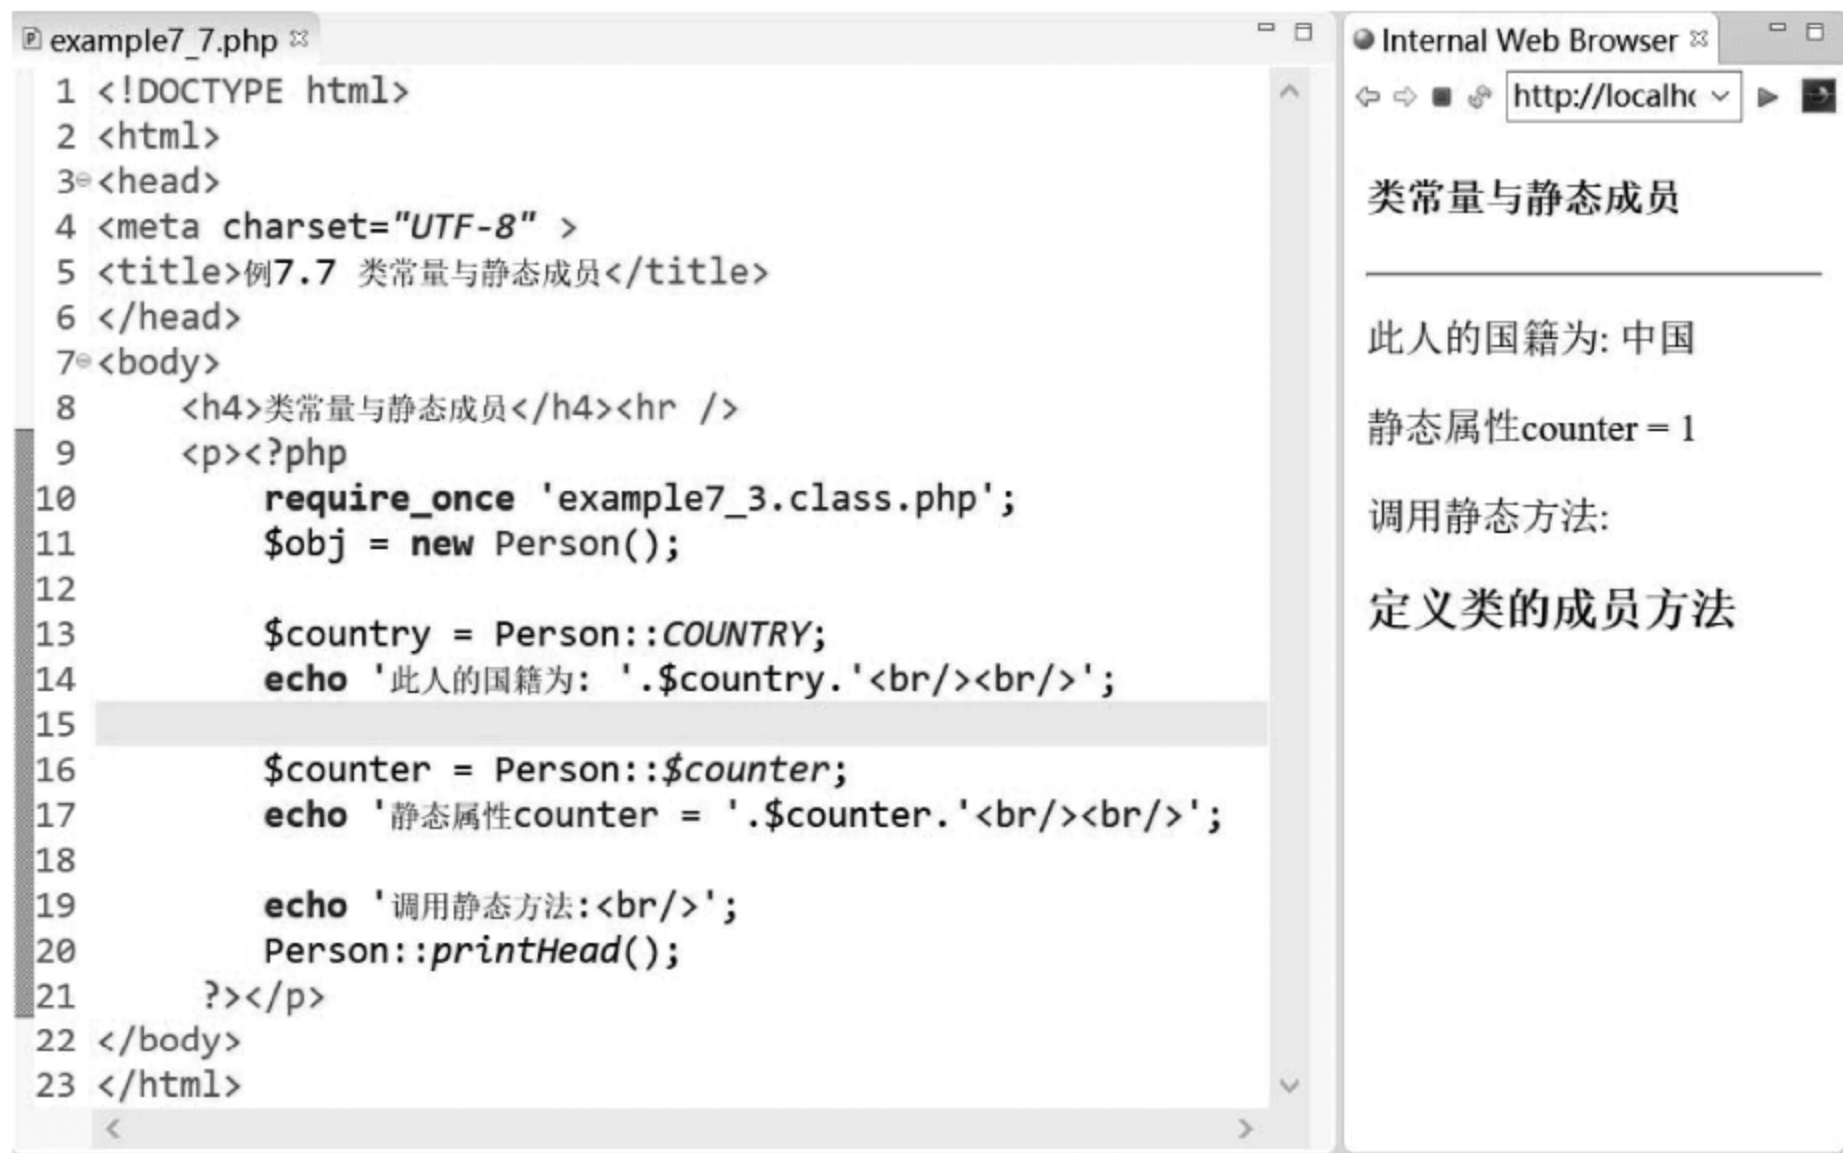 example7_7.php
1 <!DOCTYPE html>
2 <html>
3 <head>
4 <meta charset="UTF-8" >
5 <title>例7.7 类常量与静态成员</title>
6 </head>
7 <body>
8     <h4>类常量与静态成员</h4><hr />
9     <p><?php
10         require_once 'example7_3.class.php';
11         $obj = new Person();
12
13         $country = Person::COUNTRY;
14         echo '此人的国籍为: '.$country.'<br/><br/>';
15
16         $counter = Person::$counter;
17         echo '静态属性counter = '.$counter.'<br/><br/>';
18
19         echo '调用静态方法:<br/>';
20         Person::printHead();
21      ?></p>
22 </body>
23 </html>
Internal Web Browser
http://localh
类常量与静态成员
此人的国籍为: 中国
静态属性counter = 1
调用静态方法:
定义类的成员方法